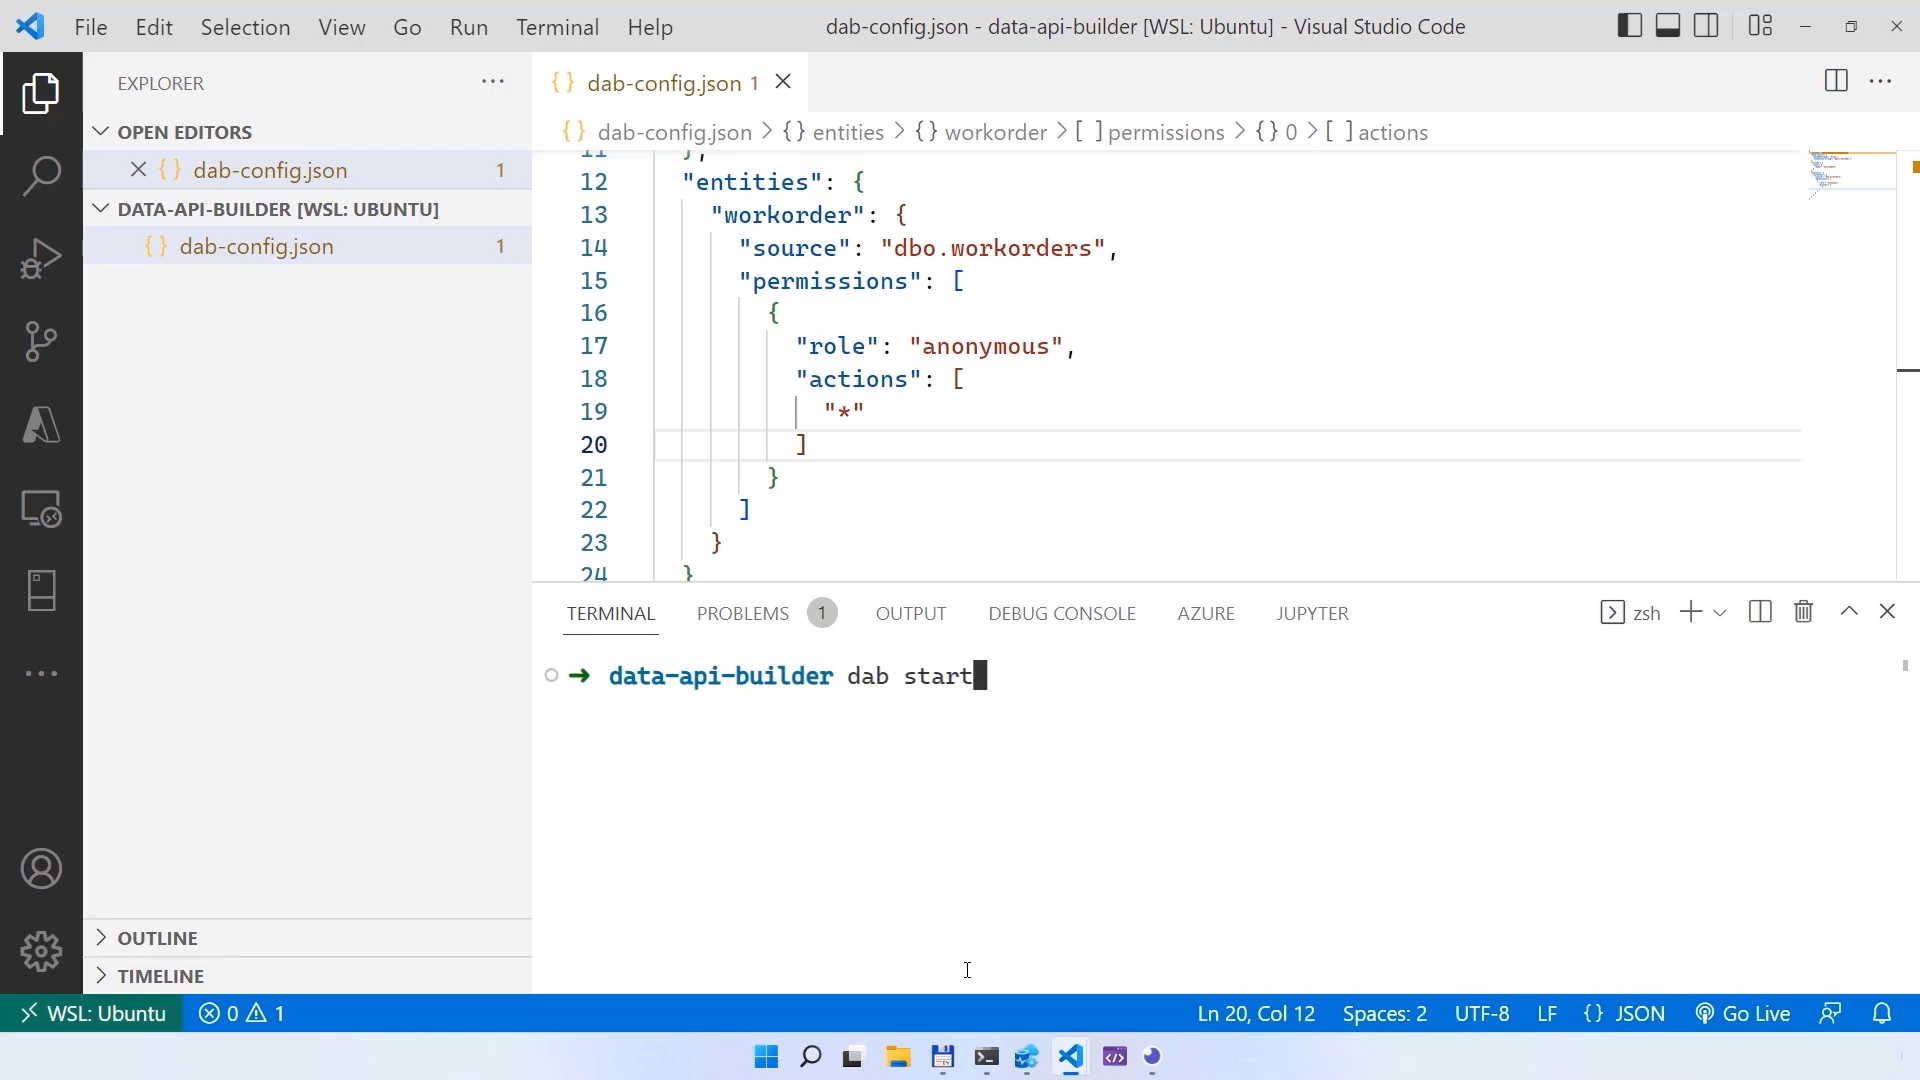 File Edit Selection View Go Run Terminal Help
dab-config.json - data-api-builder [WSL: Ubuntu] - Visual Studio Code
EXPLORER
OPEN EDITORS
{} dab-config.json 1
DATA-API-BUILDER [WSL: UBUNTU]
{} dab-config.json 1
OUTLINE
TIMELINE
{} dab-config.json 1
{} dab-config.json > {} entities > {} workorder > [ ] permissions > {} 0 > [ ] actions
11 },
12 "entities": {
13 "workorder": {
14 "source": "dbo.workorders",
15 "permissions": [
16 {
17 "role": "anonymous",
18 "actions": [
19 "*"
20 ]
21 }
22 ]
23 }
24 }
TERMINAL PROBLEMS 1 OUTPUT DEBUG CONSOLE AZURE JUPYTER
zsh
➜ data-api-builder dab start
WSL: Ubuntu 0 1 Ln 20, Col 12 Spaces: 2 UTF-8 LF {} JSON Go Live